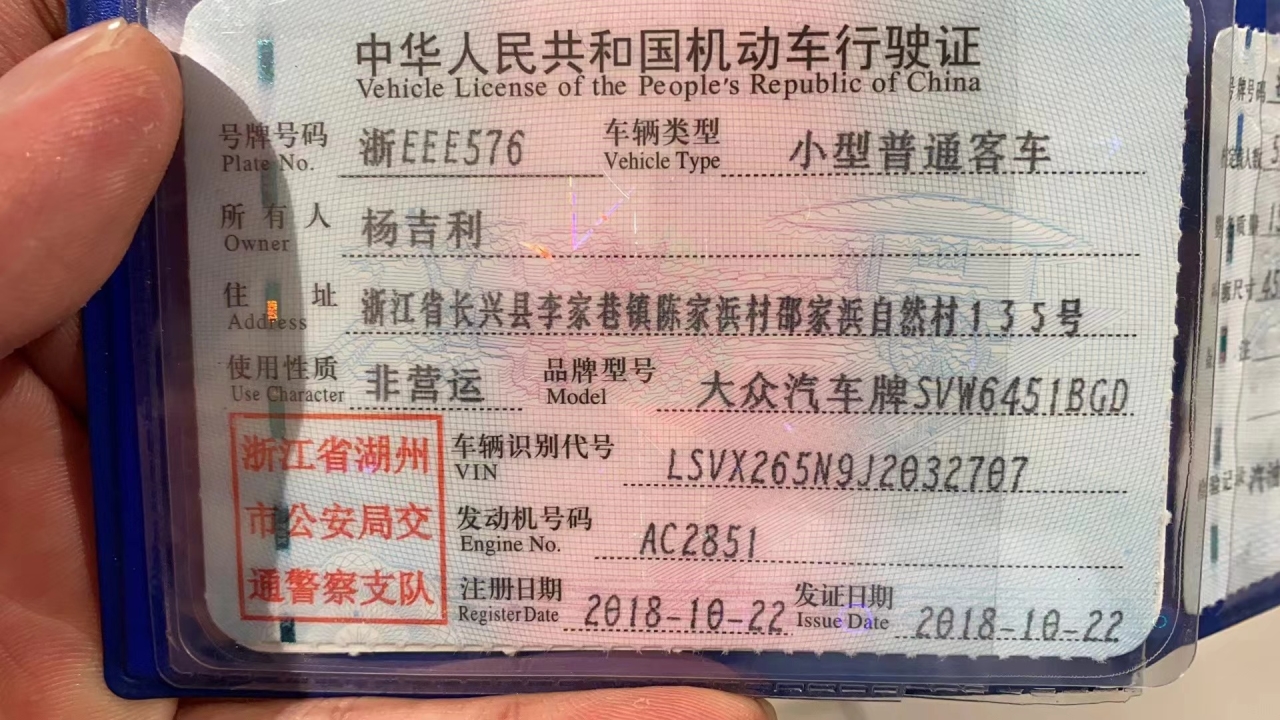 中华人民共和国机动车行驶证
Vehicle License of the People's Republic of China
号牌号码 浙EEE576 车辆类型 小型普通客车
Plate No. Vehicle Type
所有人 杨吉利
Owner
住址 浙江省长兴县李家巷镇陈家浜村邵家浜自然村135号
Address
使用性质 非营运 品牌型号 大众汽车牌SVW6451BGD
Use Character Model
浙江省湖州
市公安局交
通警察支队
车辆识别代号 LSVX265N9J2032707
VIN
发动机号码 AC2851
Engine No.
注册日期 2018-10-22 发证日期 2018-10-22
Register Date Issue Date
号牌号码